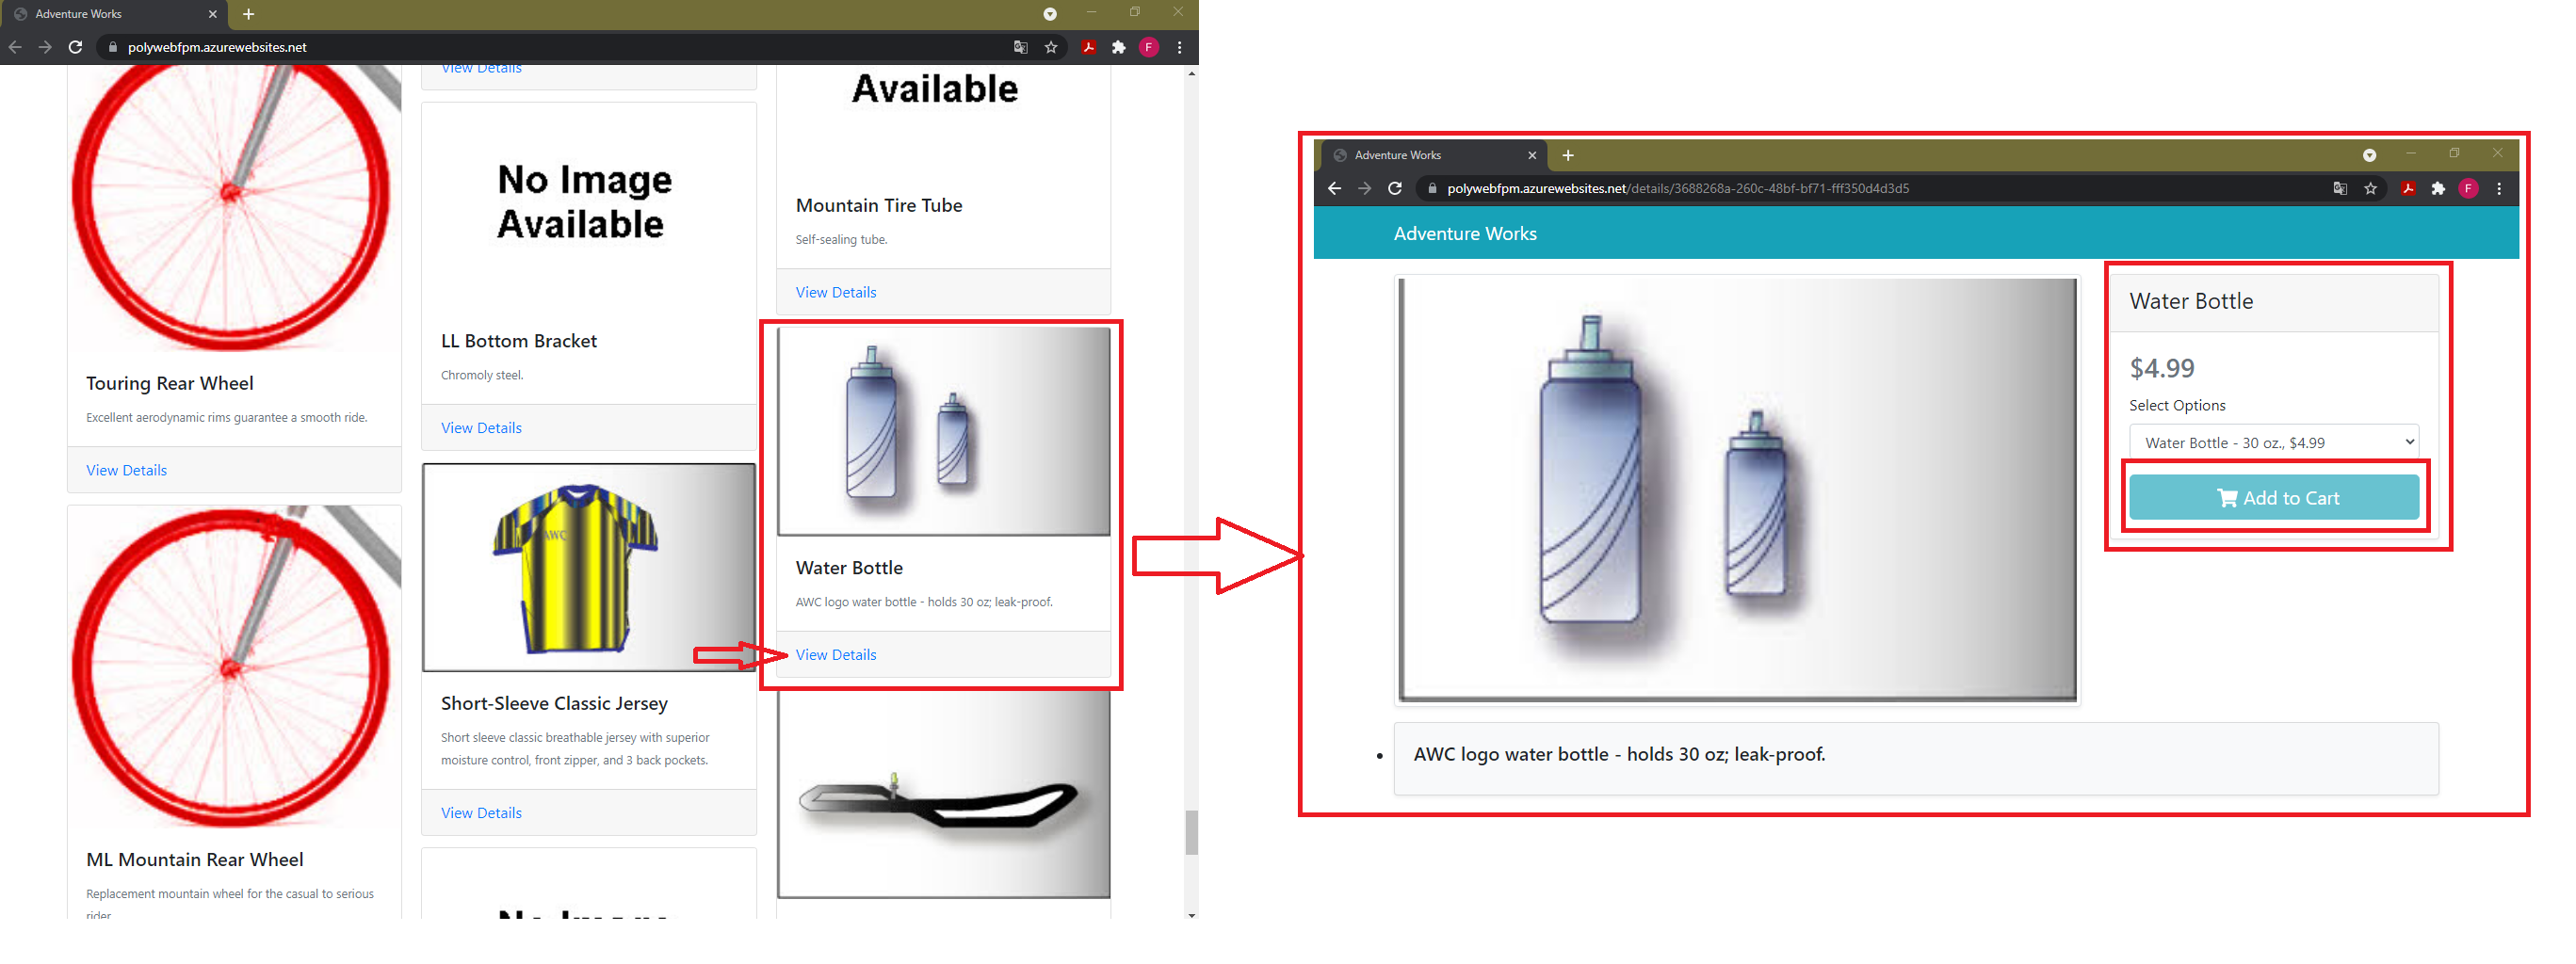 Adventure Works
polywebfpm.azurewebsites.net
F
Touring Rear Wheel
Excellent aerodynamic rims guarantee a smooth ride.
View Details
ML Mountain Rear Wheel
Replacement mountain wheel for the casual to serious
rider.
View Details
No Image
Available
LL Bottom Bracket
Chromoly steel.
View Details
AWC
Short-Sleeve Classic Jersey
Short sleeve classic breathable jersey with superior
moisture control, front zipper, and 3 back pockets.
View Details
No Image
Available
Mountain Tire Tube
Self-sealing tube.
View Details
Water Bottle
AWC logo water bottle - holds 30 oz; leak-proof.
View Details
Adventure Works
polywebfpm.azurewebsites.net/details/3688268a-260c-48bf-bf71-fff350d4d3d5
F
Adventure Works
Water Bottle
$4.99
Select Options
Water Bottle - 30 oz., $4.99
Add to Cart
AWC logo water bottle - holds 30 oz; leak-proof.